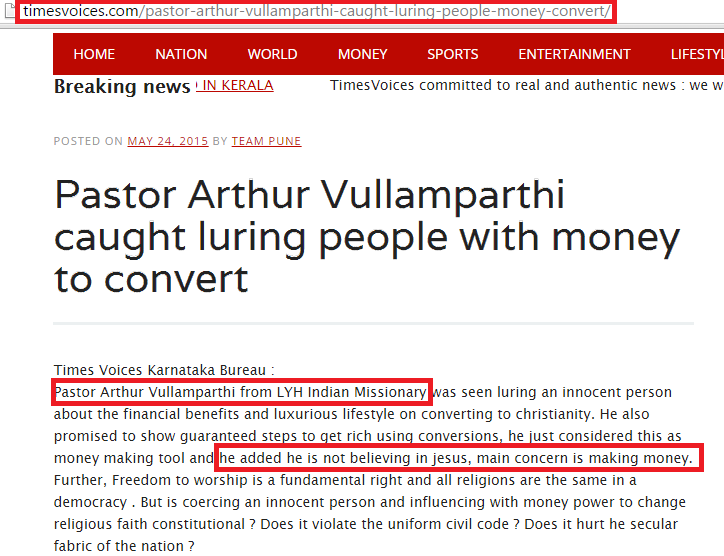 timesvoices.com/pastor-arthur-vullamparthi-caught-luring-people-money-convert/
HOME NATION WORLD MONEY SPORTS ENTERTAINMENT LIFESTYL
Breaking news IN KERALA TimesVoices committed to real and authentic news : we w
POSTED ON MAY 24, 2015 BY TEAM PUNE
Pastor Arthur Vullamparthi
caught luring people with money
to convert
Times Voices Karnataka Bureau :
Pastor Arthur Vullamparthi from LYH Indian Missionary was seen luring an innocent person
about the financial benefits and luxurious lifestyle on converting to christianity. He also
promised to show guaranteed steps to get rich using conversions, he just considered this as
money making tool and he added he is not believing in jesus, main concern is making money.
Further, Freedom to worship is a fundamental right and all religions are the same in a
democracy . But is coercing an innocent person and influencing with money power to change
religious faith constitutional ? Does it violate the uniform civil code ? Does it hurt he secular
fabric of the nation ?